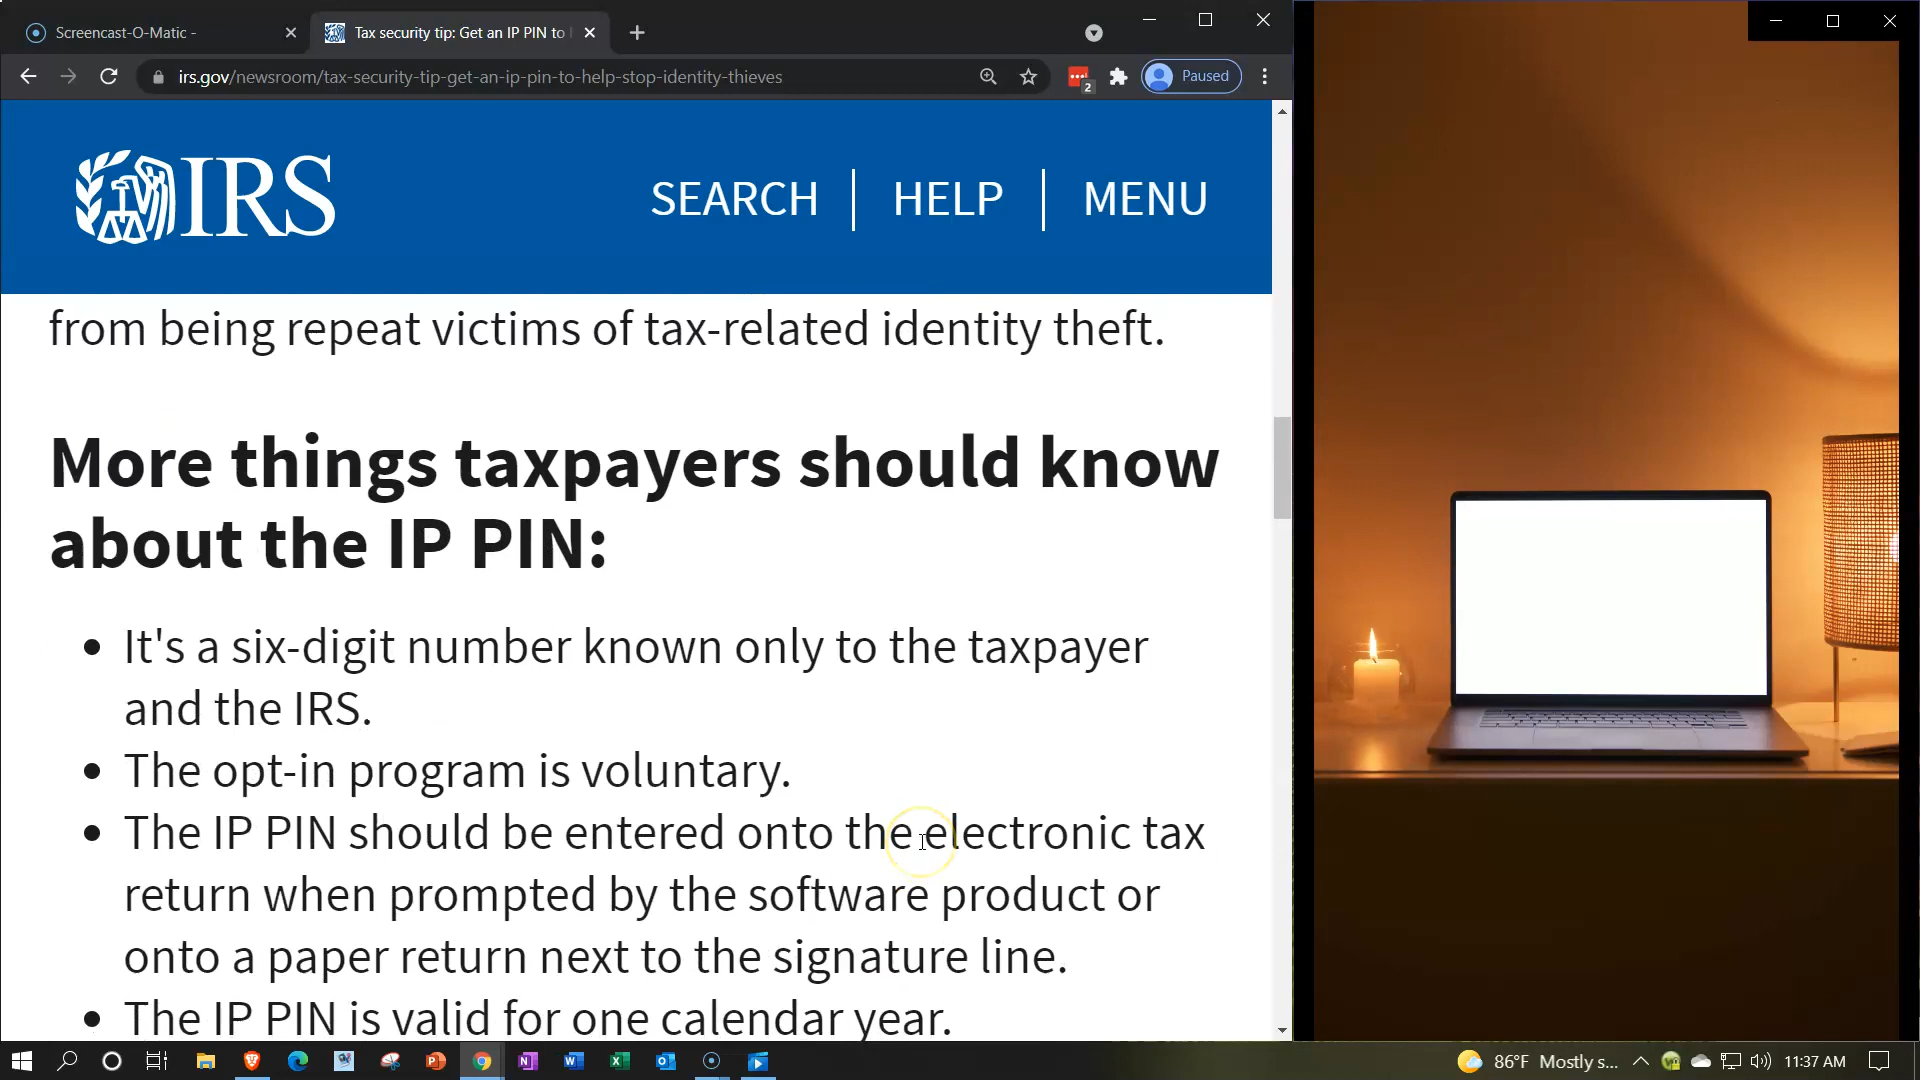 Screencast-O-Matic -
Tax security tip: Get an IP PIN to
irs.gov/newsroom/tax-security-tip-get-an-ip-pin-to-help-stop-identity-thieves
2
Paused
IRS
SEARCH
HELP
MENU
from being repeat victims of tax-related identity theft.
More things taxpayers should know
about the IP PIN:
• It's a six-digit number known only to the taxpayer
and the IRS.
• The opt-in program is voluntary.
• The IP PIN should be entered onto the electronic tax
return when prompted by the software product or
onto a paper return next to the signature line.
• The IP PIN is valid for one calendar year.
86°F Mostly s...
11:37 AM